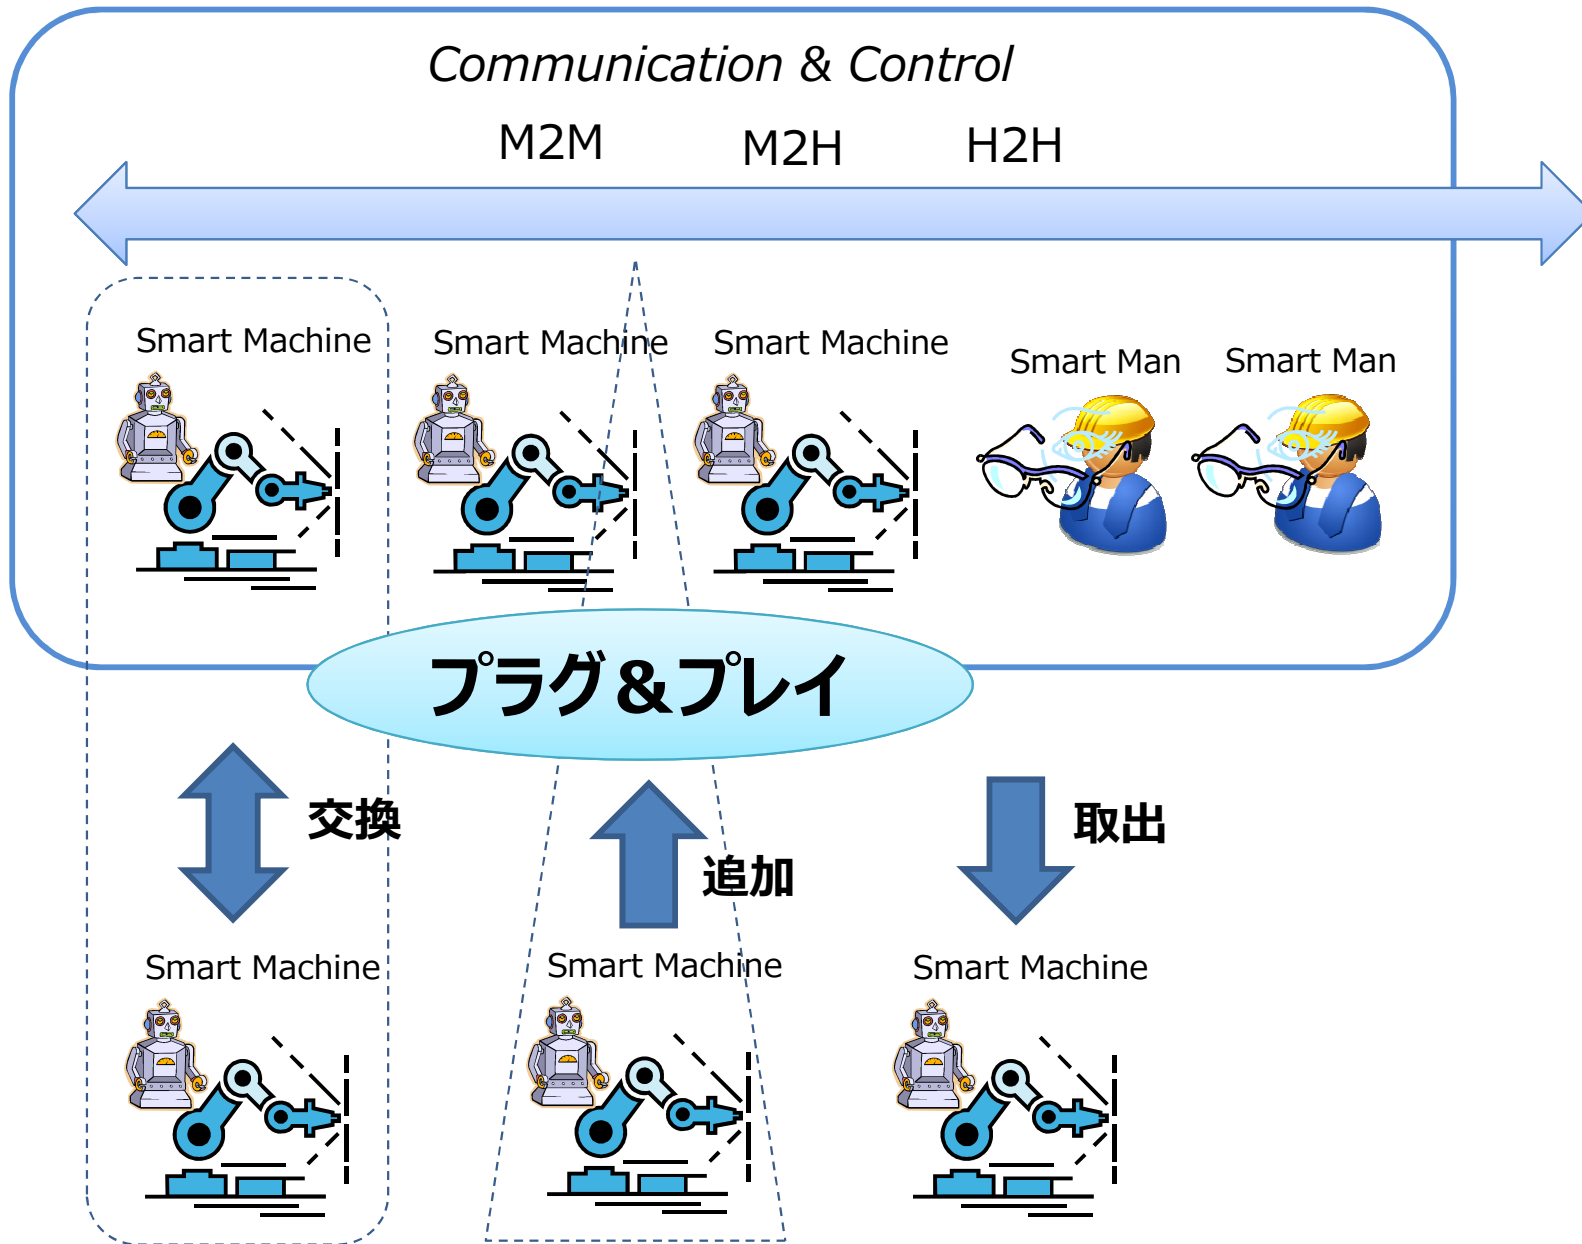 Communication & Control
M2M M2H H2H
Smart Machine Smart Machine Smart Machine Smart Man Smart Man
プラグ&プレイ
交換 追加 取出
Smart Machine Smart Machine Smart Machine